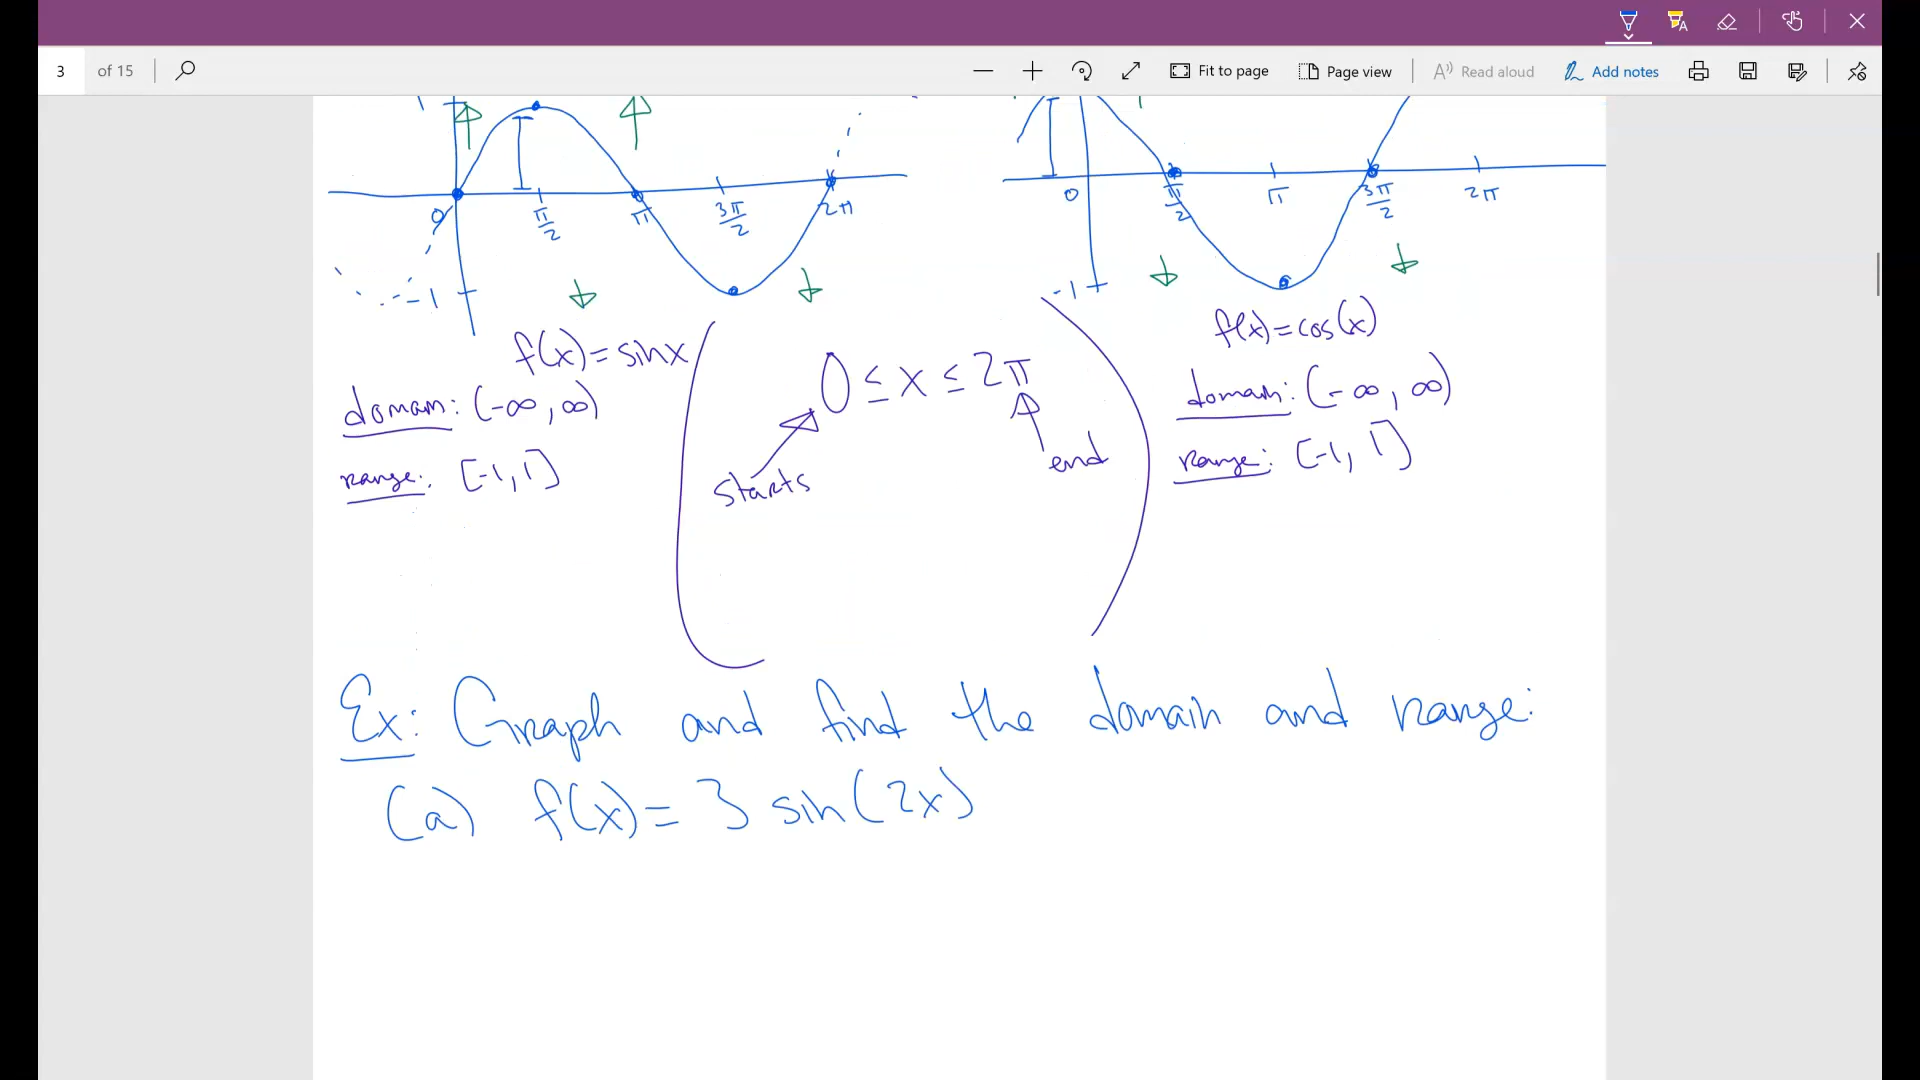 3 of 15 Fit to page Page view Read aloud Add notes
1
0 π/2 π 3π/2 2π
-1
0 π/2 π 3π/2 2π
-1
f(x) = sinx
domain: (-∞, ∞)
range: [-1, 1]
0 ≤ x ≤ 2π
starts
end
f(x) = cos(x)
domain: (-∞, ∞)
range: [-1, 1]
Ex: Graph and find the domain and range:
(a) f(x) = 3 sin(2x)